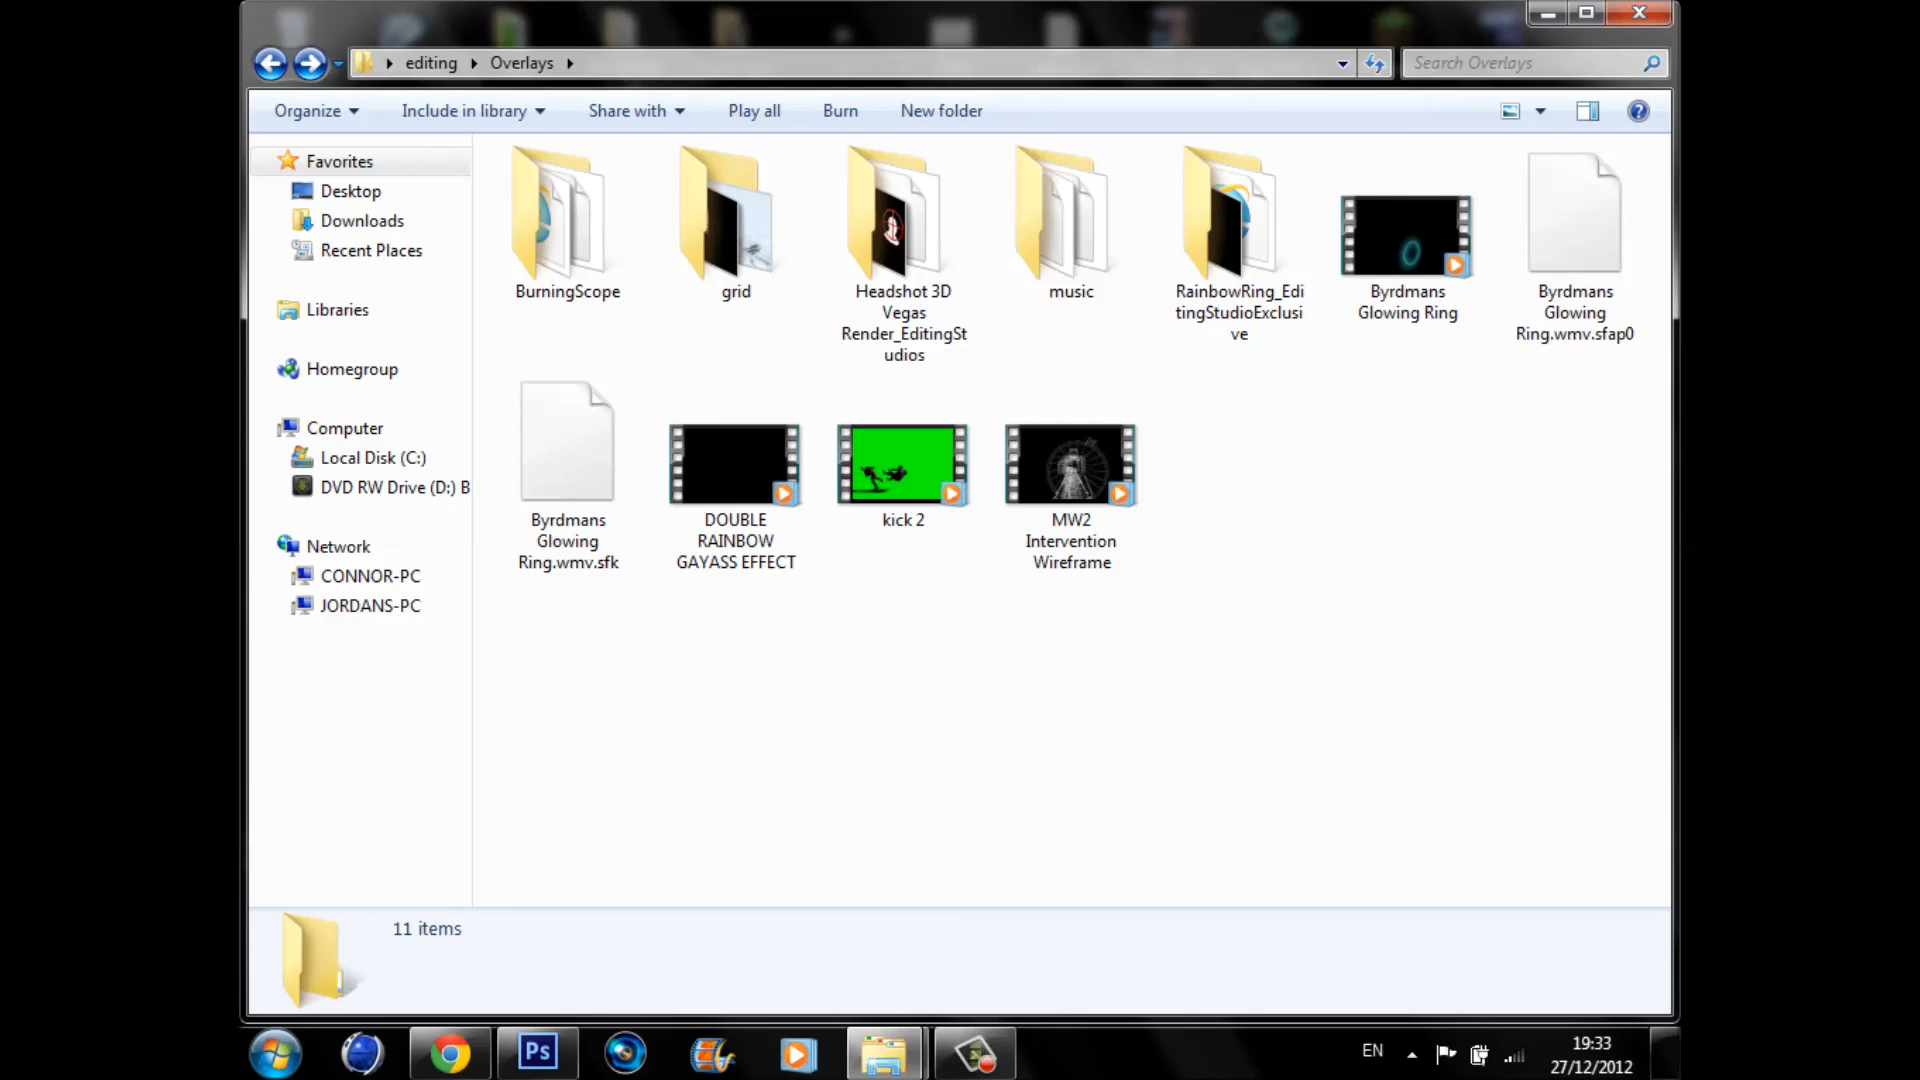 editing
Overlays
Search Overlays
Organize
Include in library
Share with
Play all
Burn
New folder
Favorites
Desktop
Downloads
Recent Places
Libraries
Homegroup
Computer
Local Disk (C:)
DVD RW Drive (D:) B
Network
CONNOR-PC
JORDANS-PC
BurningScope
grid
Headshot 3D
Vegas
Render_EditingSt
udios
music
RainbowRing_Edi
tingStudioExclusi
ve
Byrdmans
Glowing Ring
Byrdmans
Glowing
Ring.wmv.sfap0
Byrdmans
Glowing
Ring.wmv.sfk
DOUBLE
RAINBOW
GAYASS EFFECT
kick 2
MW2
Intervention
Wireframe
11 items
Ps
EN
19:33
27/12/2012